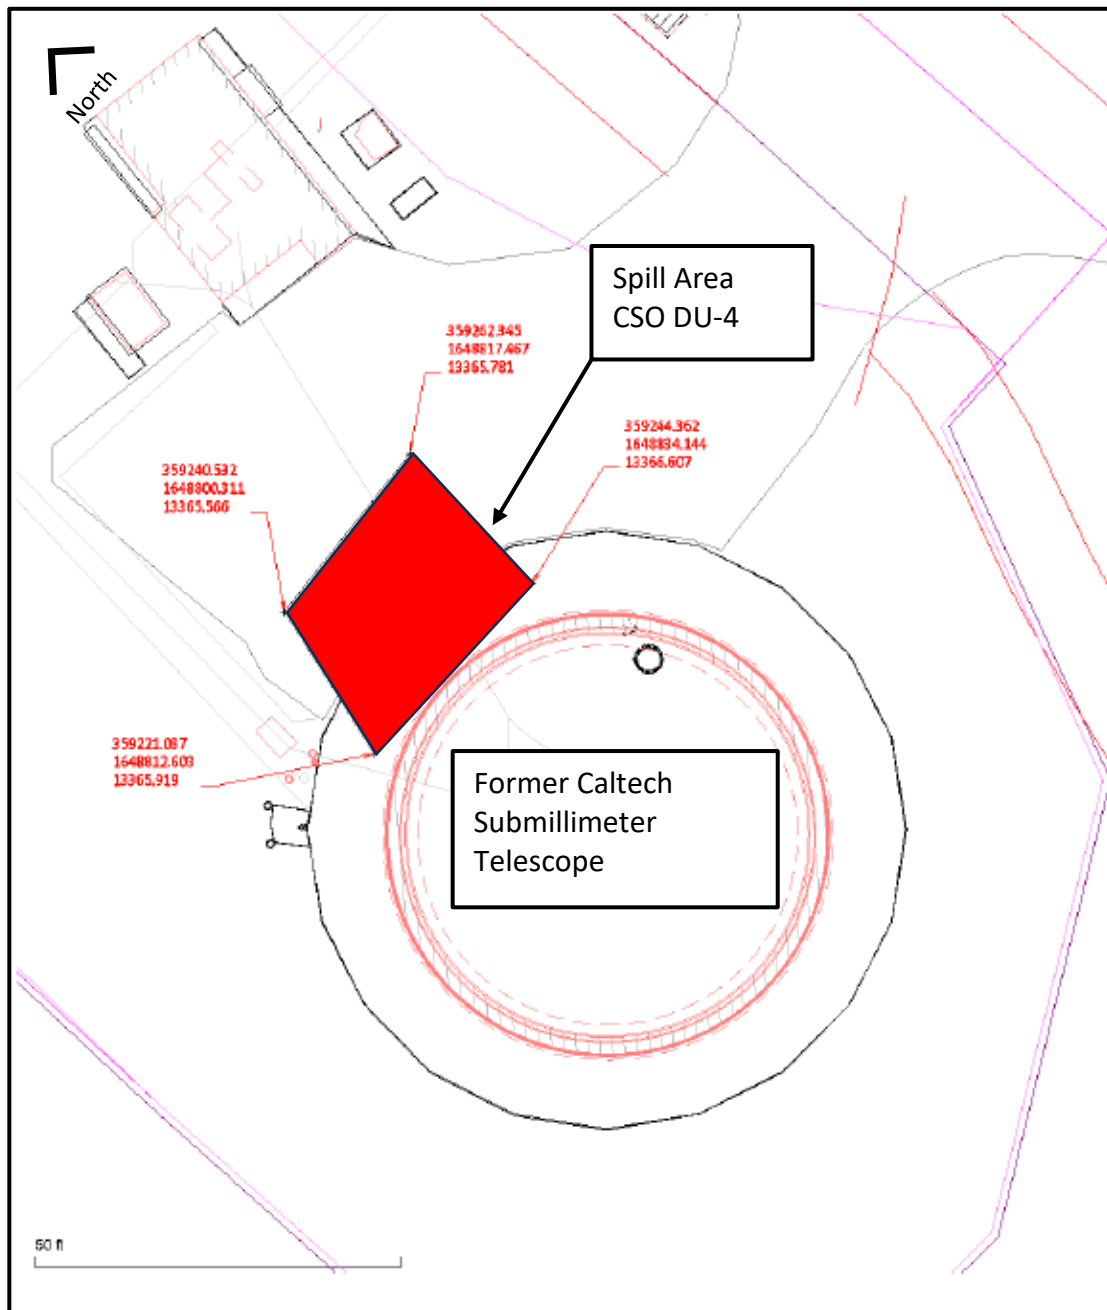 North
Spill Area
CSO DU-4
359262.345
1648817.467
13365.781
359244.362
1648834.144
13366.607
359240.532
1648800.311
13365.566
359221.087
1648812.603
13365.919
Former Caltech
Submillimeter
Telescope
50 ft